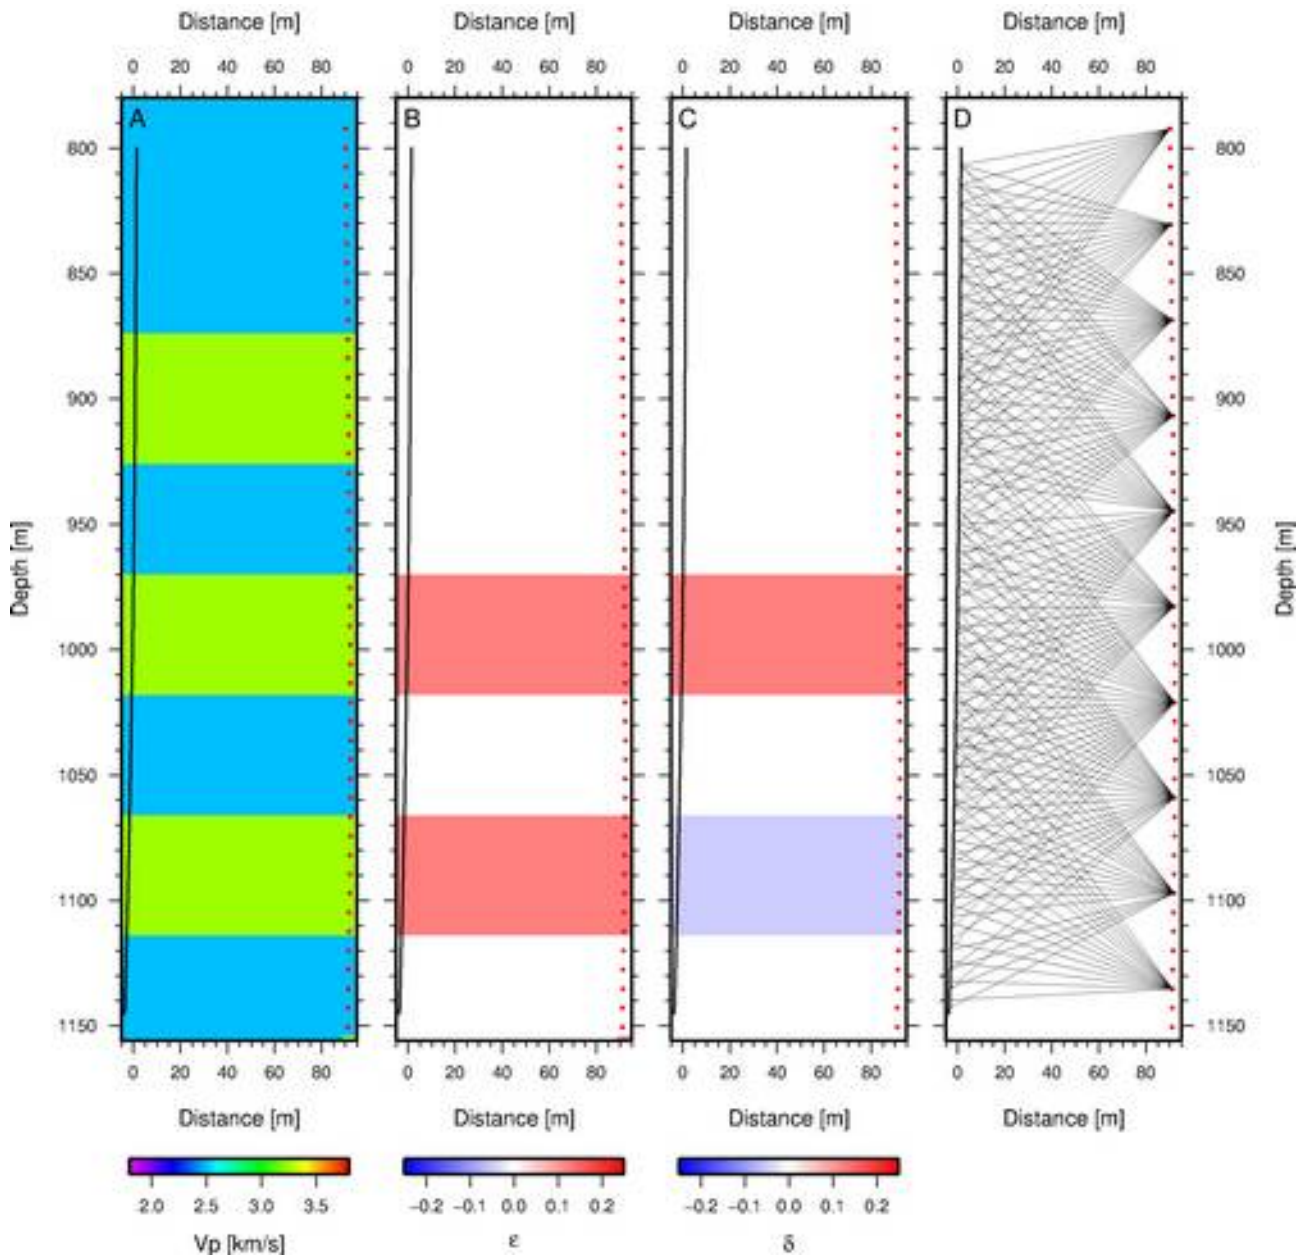 Distance [m] Distance [m] Distance [m] Distance [m]
0 20 40 60 80 0 20 40 60 80 0 20 40 60 80 0 20 40 60 80
A B C D
800 800
850 850
900 900
950 950
Depth [m] Depth [m]
1000 1000
1050 1050
1100 1100
1150 1150
0 20 40 60 80 0 20 40 60 80 0 20 40 60 80 0 20 40 60 80
Distance [m] Distance [m] Distance [m] Distance [m]
2.0 2.5 3.0 3.5 −0.2 −0.1 0.0 0.1 0.2 −0.2 −0.1 0.0 0.1 0.2
Vp [km/s] ε δ